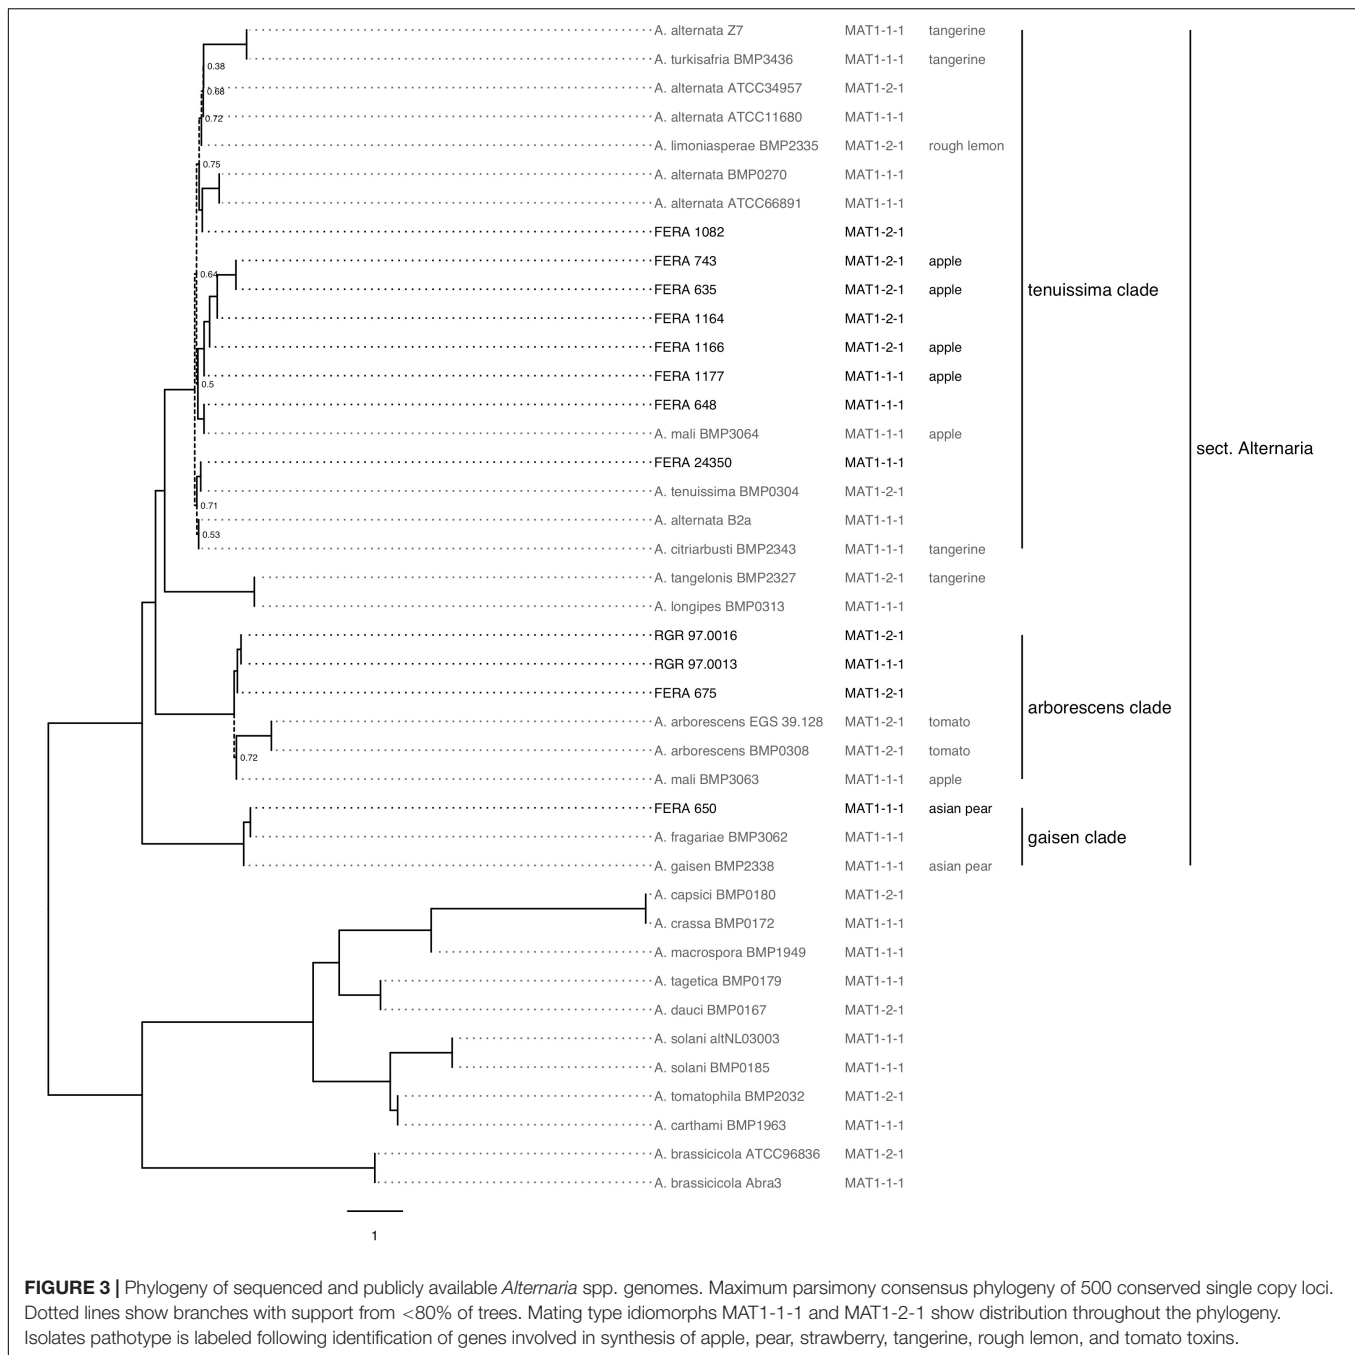 A. alternata Z7 MAT1-1-1 tangerine
0.38
A. turkisafria BMP3436 MAT1-1-1 tangerine
0.68
A. alternata ATCC34957 MAT1-2-1
0.72
A. alternata ATCC11680 MAT1-1-1
A. limoniasperae BMP2335 MAT1-2-1 rough lemon
0.75
A. alternata BMP0270 MAT1-1-1
A. alternata ATCC66891 MAT1-1-1
FERA 1082 MAT1-2-1
FERA 743 MAT1-2-1 apple
0.64
FERA 635 MAT1-2-1 apple
tenuissima clade
FERA 1164 MAT1-2-1
FERA 1166 MAT1-2-1 apple
FERA 1177 MAT1-1-1 apple
0.5
FERA 648 MAT1-1-1
A. mali BMP3064 MAT1-1-1 apple
sect. Alternaria
FERA 24350 MAT1-1-1
A. tenuissima BMP0304 MAT1-2-1
0.71
A. alternata B2a MAT1-1-1
0.53
A. citriarbusti BMP2343 MAT1-1-1 tangerine
A. tangelonis BMP2327 MAT1-2-1 tangerine
A. longipes BMP0313 MAT1-1-1
RGR 97.0016 MAT1-2-1
RGR 97.0013 MAT1-1-1
FERA 675 MAT1-2-1
arborescens clade
A. arborescens EGS 39.128 MAT1-2-1 tomato
A. arborescens BMP0308 MAT1-2-1 tomato
0.72
A. mali BMP3063 MAT1-1-1 apple
FERA 650 MAT1-1-1 asian pear
A. fragariae BMP3062 MAT1-1-1
gaisen clade
A. gaisen BMP2338 MAT1-1-1 asian pear
A. capsici BMP0180 MAT1-2-1
A. crassa BMP0172 MAT1-1-1
A. macrospora BMP1949 MAT1-1-1
A. tagetica BMP0179 MAT1-1-1
A. dauci BMP0167 MAT1-2-1
A. solani altNL03003 MAT1-1-1
A. solani BMP0185 MAT1-1-1
A. tomatophila BMP2032 MAT1-2-1
A. carthami BMP1963 MAT1-1-1
A. brassicicola ATCC96836 MAT1-2-1
A. brassicicola Abra3 MAT1-1-1
1
FIGURE 3 | Phylogeny of sequenced and publicly available Alternaria spp. genomes. Maximum parsimony consensus phylogeny of 500 conserved single copy loci.
Dotted lines show branches with support from <80% of trees. Mating type idiomorphs MAT1-1-1 and MAT1-2-1 show distribution throughout the phylogeny.
Isolates pathotype is labeled following identification of genes involved in synthesis of apple, pear, strawberry, tangerine, rough lemon, and tomato toxins.